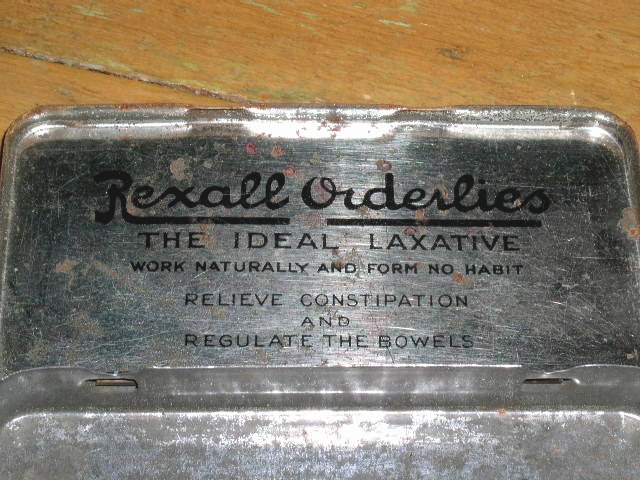 Rexall Orderlies
THE IDEAL LAXATIVE
WORK NATURALLY AND FORM NO HABIT
RELIEVE CONSTIPATION
AND
REGULATE THE BOWELS